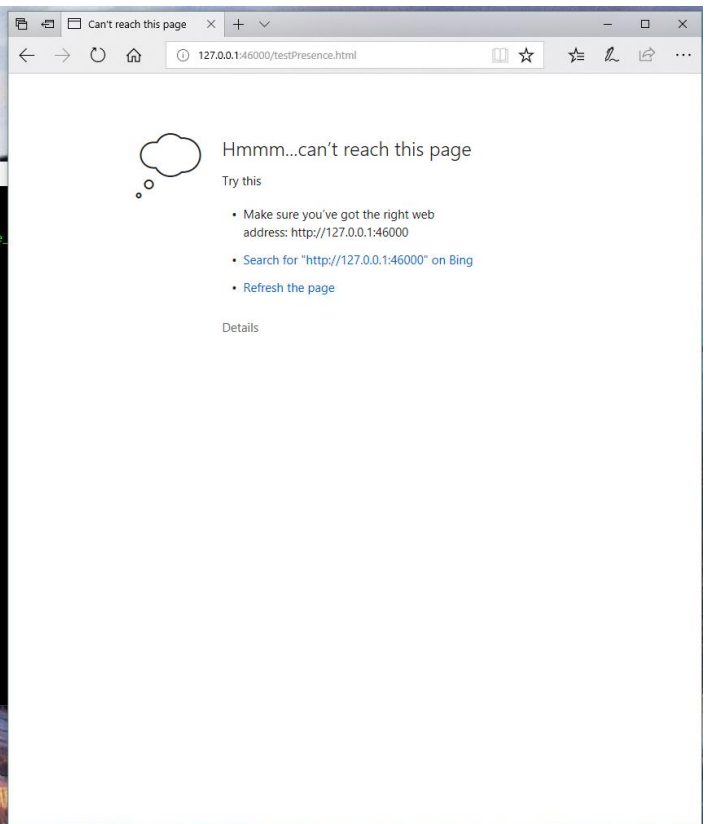 Can't reach this page
127.0.0.1:46000/testPresence.html
Hmmm...can’t reach this page
Try this
• Make sure you’ve got the right web
address: http://127.0.0.1:46000
• Search for "http://127.0.0.1:46000" on Bing
• Refresh the page
Details